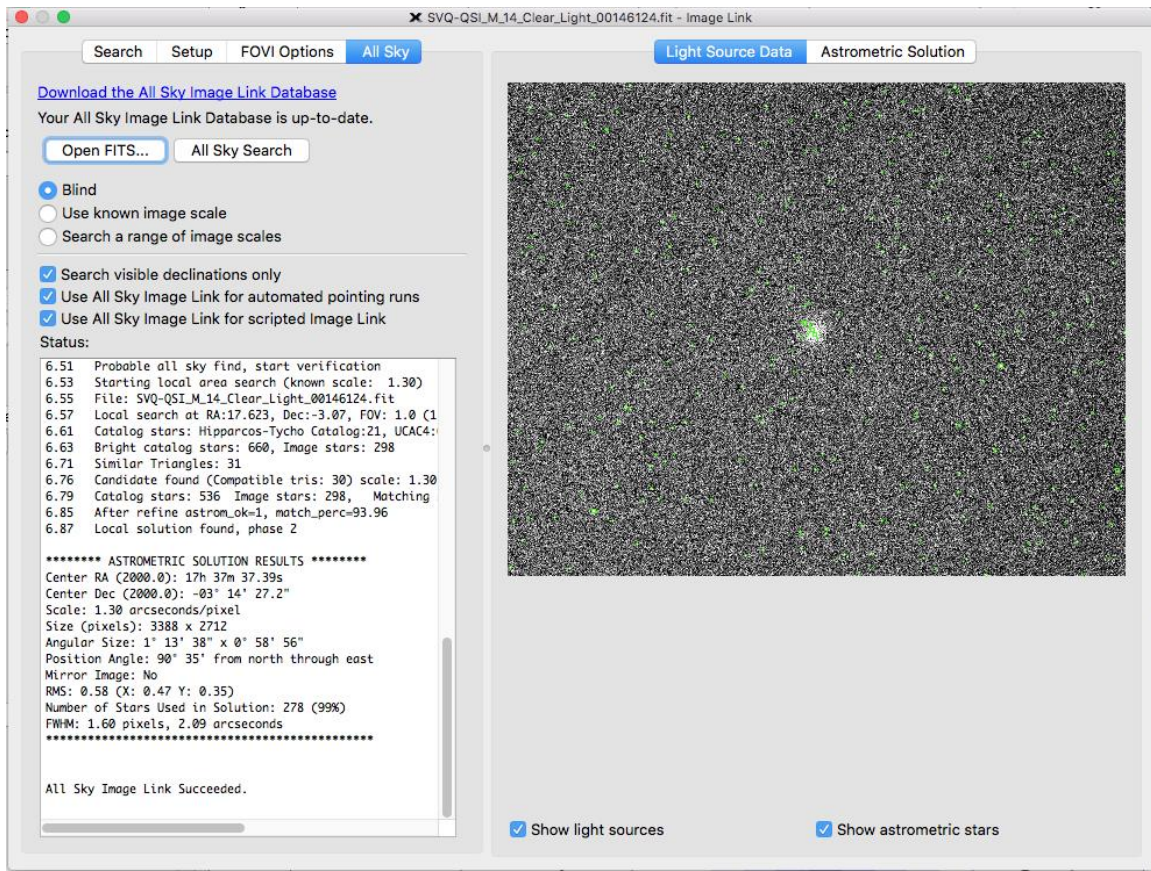 X SVQ-QSI_M_14_Clear_Light_00146124.fit - Image Link
Search Setup FOVI Options All Sky
Download the All Sky Image Link Database
Your All Sky Image Link Database is up-to-date.
Open FITS... All Sky Search
Blind
Use known image scale
Search a range of image scales
Search visible declinations only
Use All Sky Image Link for automated pointing runs
Use All Sky Image Link for scripted Image Link
Status:
6.51 Probable all sky find, start verification
6.53 Starting local area search (known scale: 1.30)
6.55 File: SVQ-QSI_M_14_Clear_Light_00146124.fit
6.57 Local search at RA:17.623, Dec:-3.07, FOV: 1.0 (1
6.61 Catalog stars: Hipparcos-Tycho Catalog:21, UCAC4:
6.63 Bright catalog stars: 660, Image stars: 298
6.71 Similar Triangles: 31
6.76 Candidate found (Compatible tris: 30) scale: 1.30
6.79 Catalog stars: 536 Image stars: 298, Matching
6.85 After refine astrom_ok=1, match_perc=93.96
6.87 Local solution found, phase 2
******** ASTROMETRIC SOLUTION RESULTS ********
Center RA (2000.0): 17h 37m 37.39s
Center Dec (2000.0): -03° 14' 27.2"
Scale: 1.30 arcseconds/pixel
Size (pixels): 3388 x 2712
Angular Size: 1° 13' 38" x 0° 58' 56"
Position Angle: 90° 35' from north through east
Mirror Image: No
RMS: 0.58 (X: 0.47 Y: 0.35)
Number of Stars Used in Solution: 278 (99%)
FWHM: 1.60 pixels, 2.09 arcseconds
***********************************************
All Sky Image Link Succeeded.
Light Source Data Astrometric Solution
Show light sources Show astrometric stars